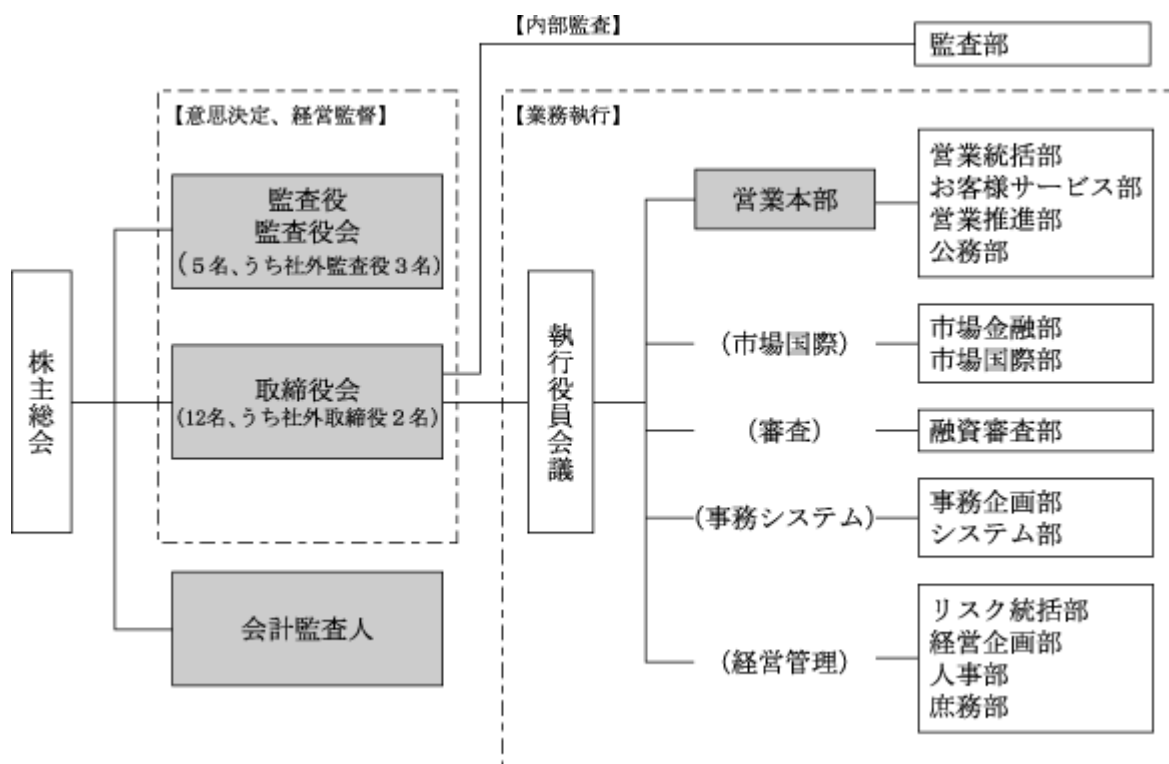 【内部監査】
監査部
【意思決定、経営監督】
【業務執行】
監査役
監査役会
(5名、うち社外監査役3名)
取締役会
(12名、うち社外取締役2名)
会計監査人
株主総会
執行役員会議
営業本部
営業統括部
お客様サービス部
営業推進部
公務部
(市場国際)
市場金融部
市場国際部
(審査)
融資審査部
(事務システム)
事務企画部
システム部
(経営管理)
リスク統括部
経営企画部
人事部
庶務部